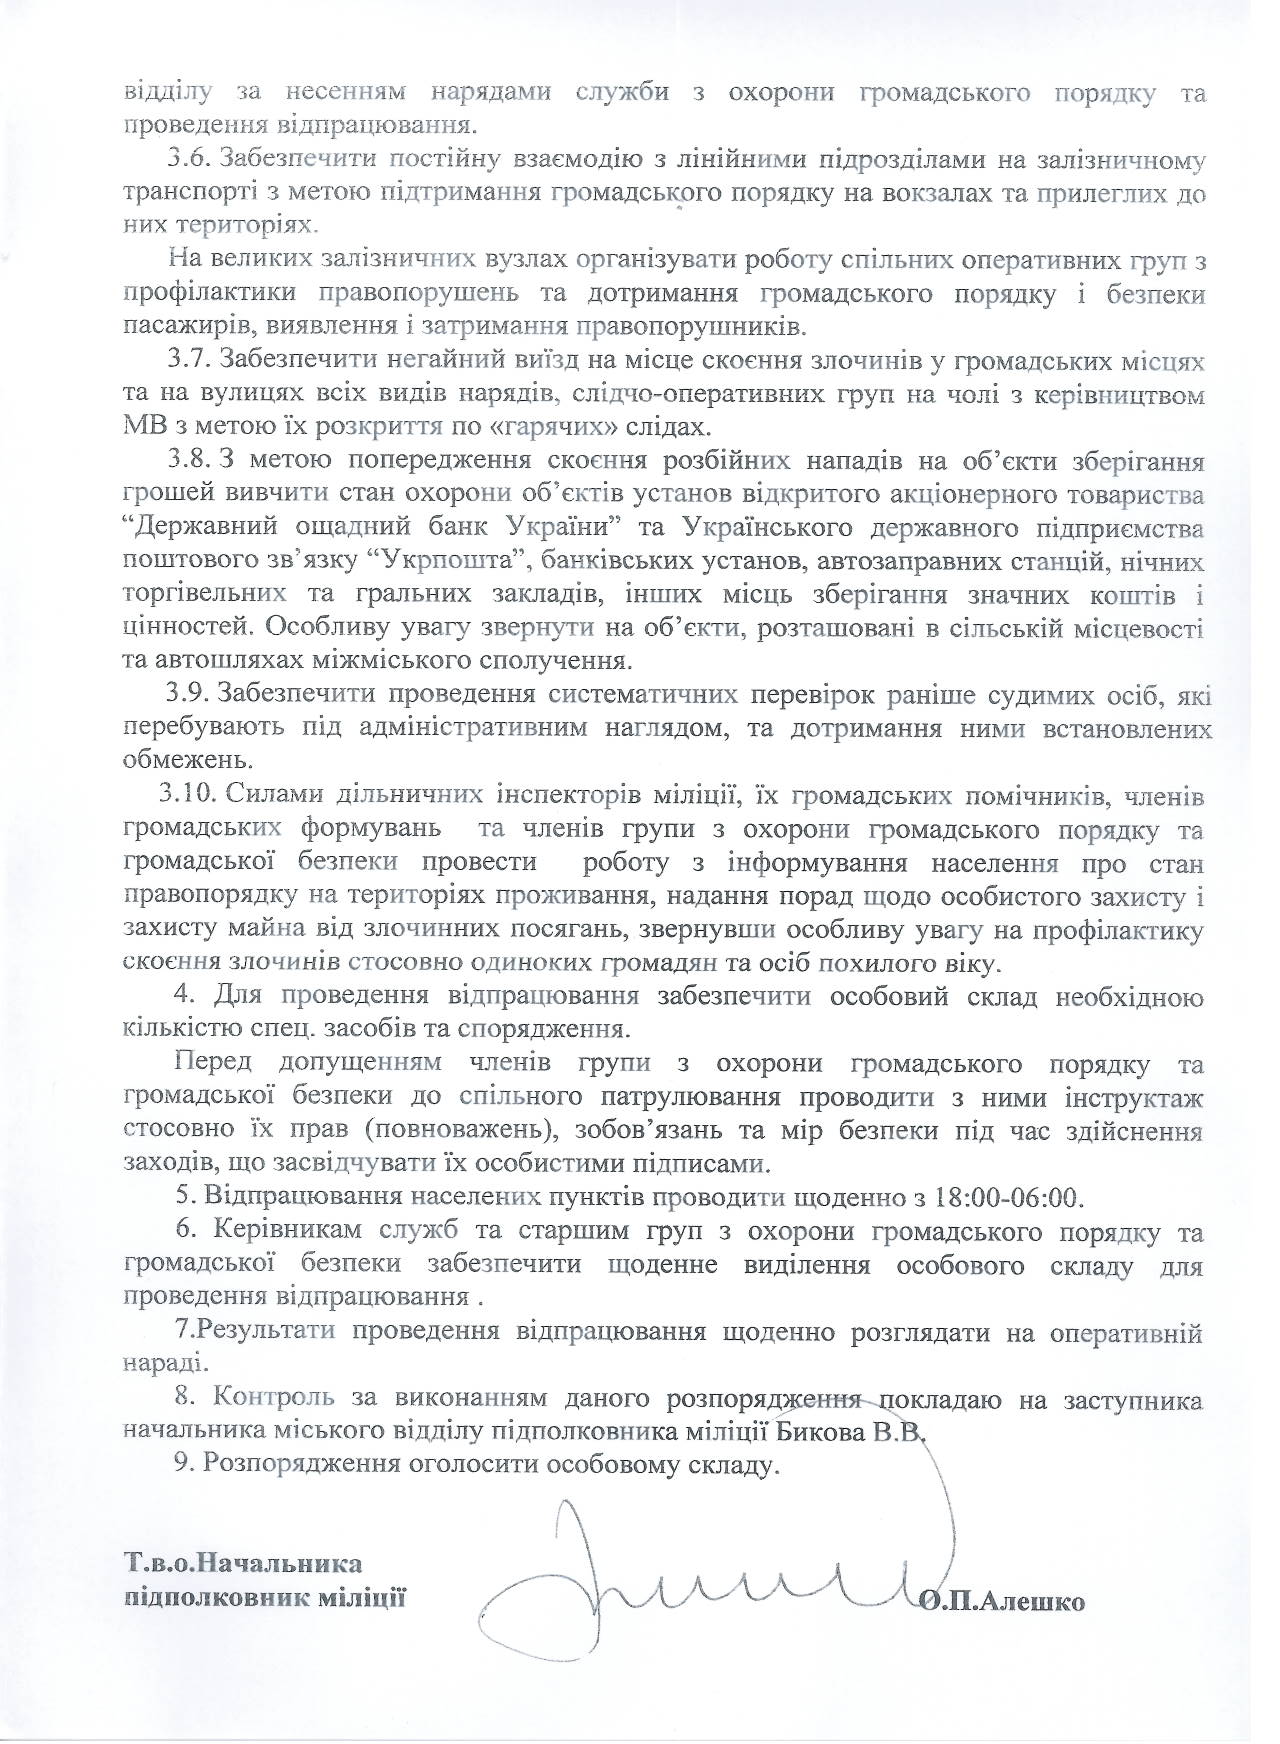 відділу за несенням нарядами служби з охорони громадського порядку та
проведення відпрацювання.
3.6. Забезпечити постійну взаємодію з лінійними підрозділами на залізничному
транспорті з метою підтримання громадського порядку на вокзалах та прилеглих до
них територіях.
На великих залізничних вузлах організувати роботу спільних оперативних груп з
профілактики правопорушень та дотримання громадського порядку і безпеки
пасажирів, виявлення і затримання правопорушників.
3.7. Забезпечити негайний виїзд на місце скоєння злочинів у громадських місцях
та на вулицях всіх видів нарядів, слідчо-оперативних груп на чолі з керівництвом
МВ з метою їх розкриття по «гарячих» слідах.
3.8. З метою попередження скоєння розбійних нападів на об’єкти зберігання
грошей вивчити стан охорони об’єктів установ відкритого акціонерного товариства
“Державний ощадний банк України” та Українського державного підприємства
поштового зв’язку “Укрпошта”, банківських установ, автозаправних станцій, нічних
торгівельних та гральних закладів, інших місць зберігання значних коштів і
цінностей. Особливу увагу звернути на об’єкти, розташовані в сільській місцевості
та автошляхах міжміського сполучення.
3.9. Забезпечити проведення систематичних перевірок раніше судимих осіб, які
перебувають під адміністративним наглядом, та дотримання ними встановлених
обмежень.
3.10. Силами дільничних інспекторів міліції, їх громадських помічників, членів
громадських формувань та членів групи з охорони громадського порядку та
громадської безпеки провести роботу з інформування населення про стан
правопорядку на територіях проживання, надання порад щодо особистого захисту і
захисту майна від злочинних посягань, звернувши особливу увагу на профілактику
скоєння злочинів стосовно одиноких громадян та осіб похилого віку.
4. Для проведення відпрацювання забезпечити особовий склад необхідною
кількістю спец. засобів та спорядження.
Перед допущенням членів групи з охорони громадського порядку та
громадської безпеки до спільного патрулювання проводити з ними інструктаж
стосовно їх прав (повноважень), зобов’язань та мір безпеки під час здійснення
заходів, що засвідчувати їх особистими підписами.
5. Відпрацювання населених пунктів проводити щоденно з 18:00-06:00.
6. Керівникам служб та старшим груп з охорони громадського порядку та
громадської безпеки забезпечити щоденне виділення особового складу для
проведення відпрацювання .
7.Результати проведення відпрацювання щоденно розглядати на оперативній
нараді.
8. Контроль за виконанням даного розпорядження покладаю на заступника
начальника міського відділу підполковника міліції Бикова В.В.
9. Розпорядження оголосити особовому складу.
Т.в.о.Начальника
підполковник міліції О.П.Алешко